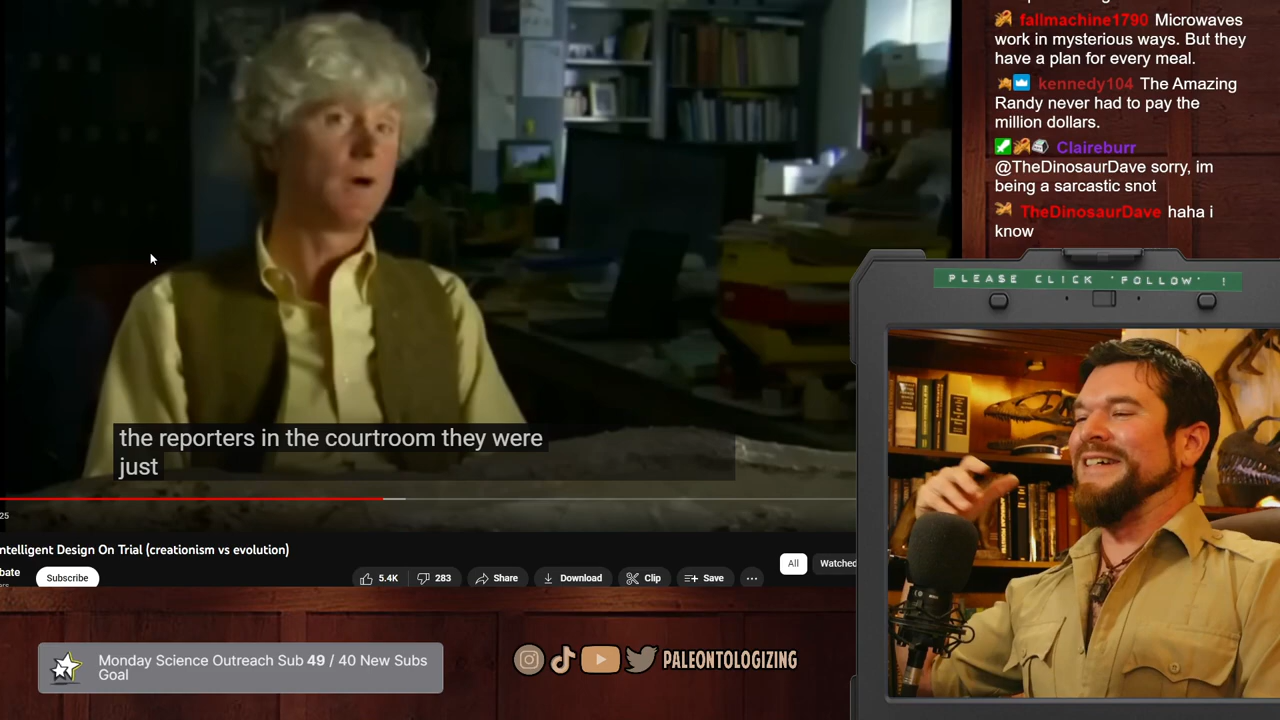 fallmachine1790 Microwaves
work in mysterious ways. But they
have a plan for every meal.
kennedy104 The Amazing
Randy never had to pay the
million dollars.
Claireburr
@TheDinosaurDave sorry, im
being a sarcastic snot
TheDinosaurDave haha i
know
PLEASE CLICK 'FOLLOW' !
the reporters in the courtroom they were
just
25
ntelligent Design On Trial (creationism vs evolution)
bate
Subscribe
5.4K
283
Share
Download
Clip
Save
All
Watched
Monday Science Outreach Sub 49 / 40 New Subs
Goal
PALEONTOLOGIZING